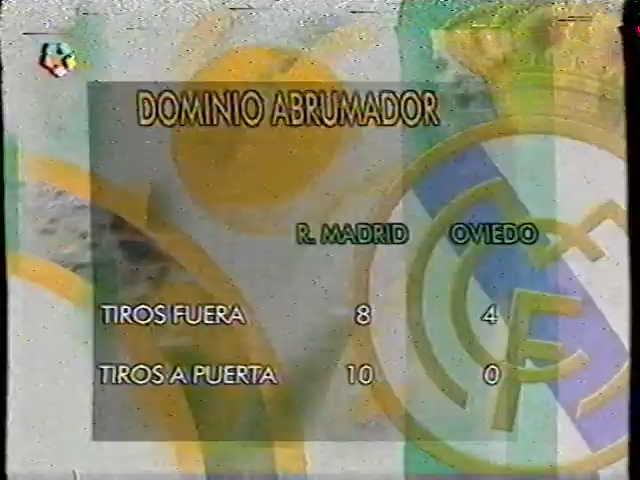 DOMINIO ABRUMADOR
R. MADRID OVIEDO
TIROS FUERA 8 4
TIROS A PUERTA 10 0